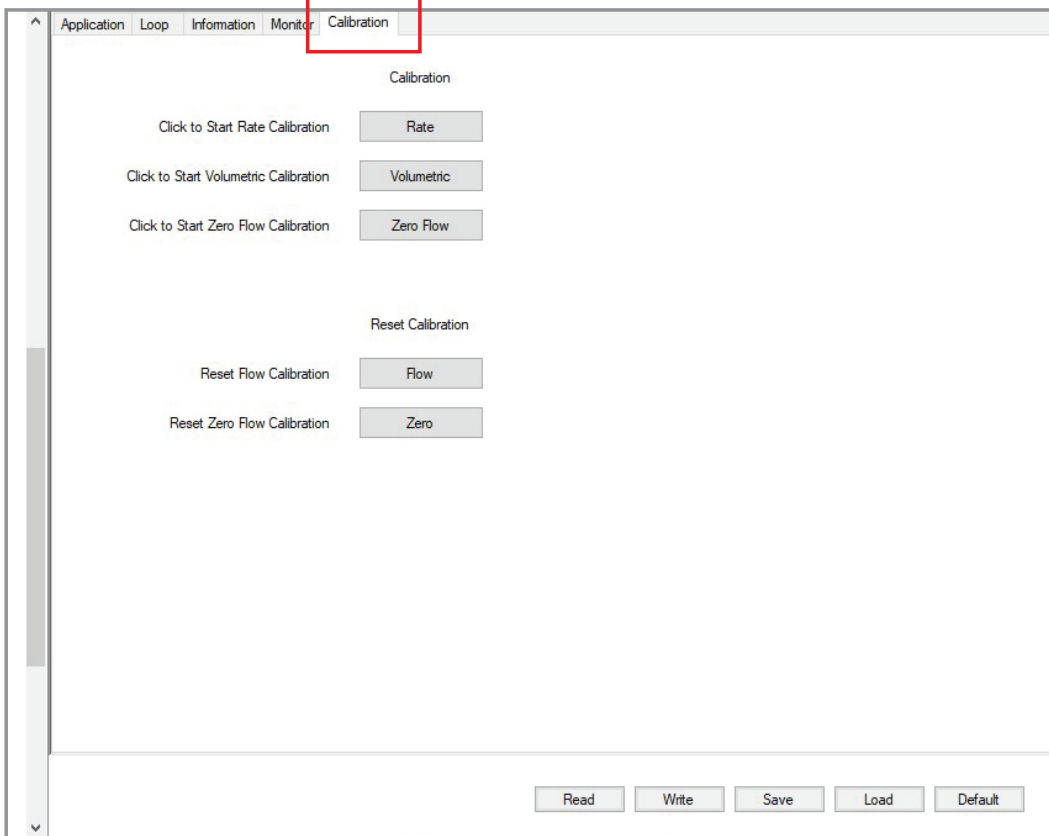 Application Loop Information Monitor Calibration
Calibration
Click to Start Rate Calibration Rate
Click to Start Volumetric Calibration Volumetric
Click to Start Zero Flow Calibration Zero Flow
Reset Calibration
Reset Flow Calibration Flow
Reset Zero Flow Calibration Zero
Read Write Save Load Default